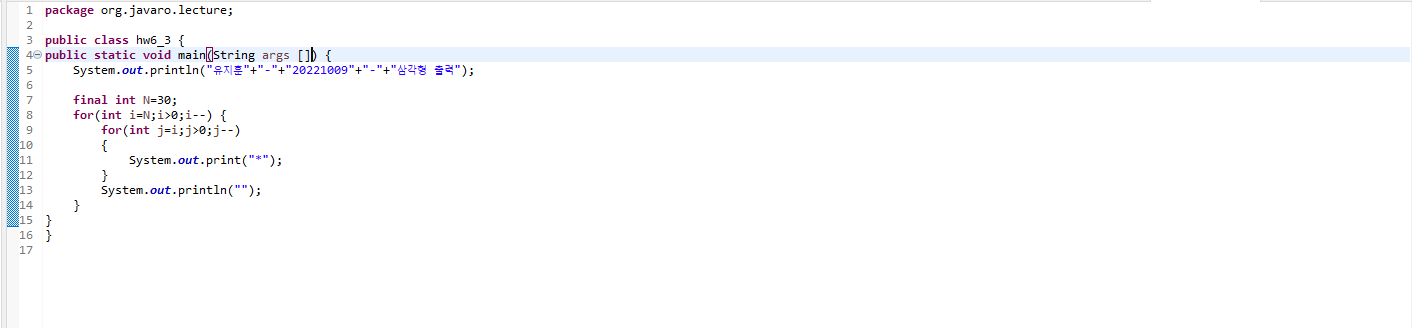 1 package org.javaro.lecture;
2
3 public class hw6_3 {
4 public static void main(String args []) {
5 System.out.println("유지훈"+"-"+"20221009"+"-"+"삼각형 출력");
6
7 final int N=30;
8 for(int i=N;i>0;i--) {
9 for(int j=i;j>0;j--)
10 {
11 System.out.print("*");
12 }
13 System.out.println("");
14 }
15 }
16 }
17